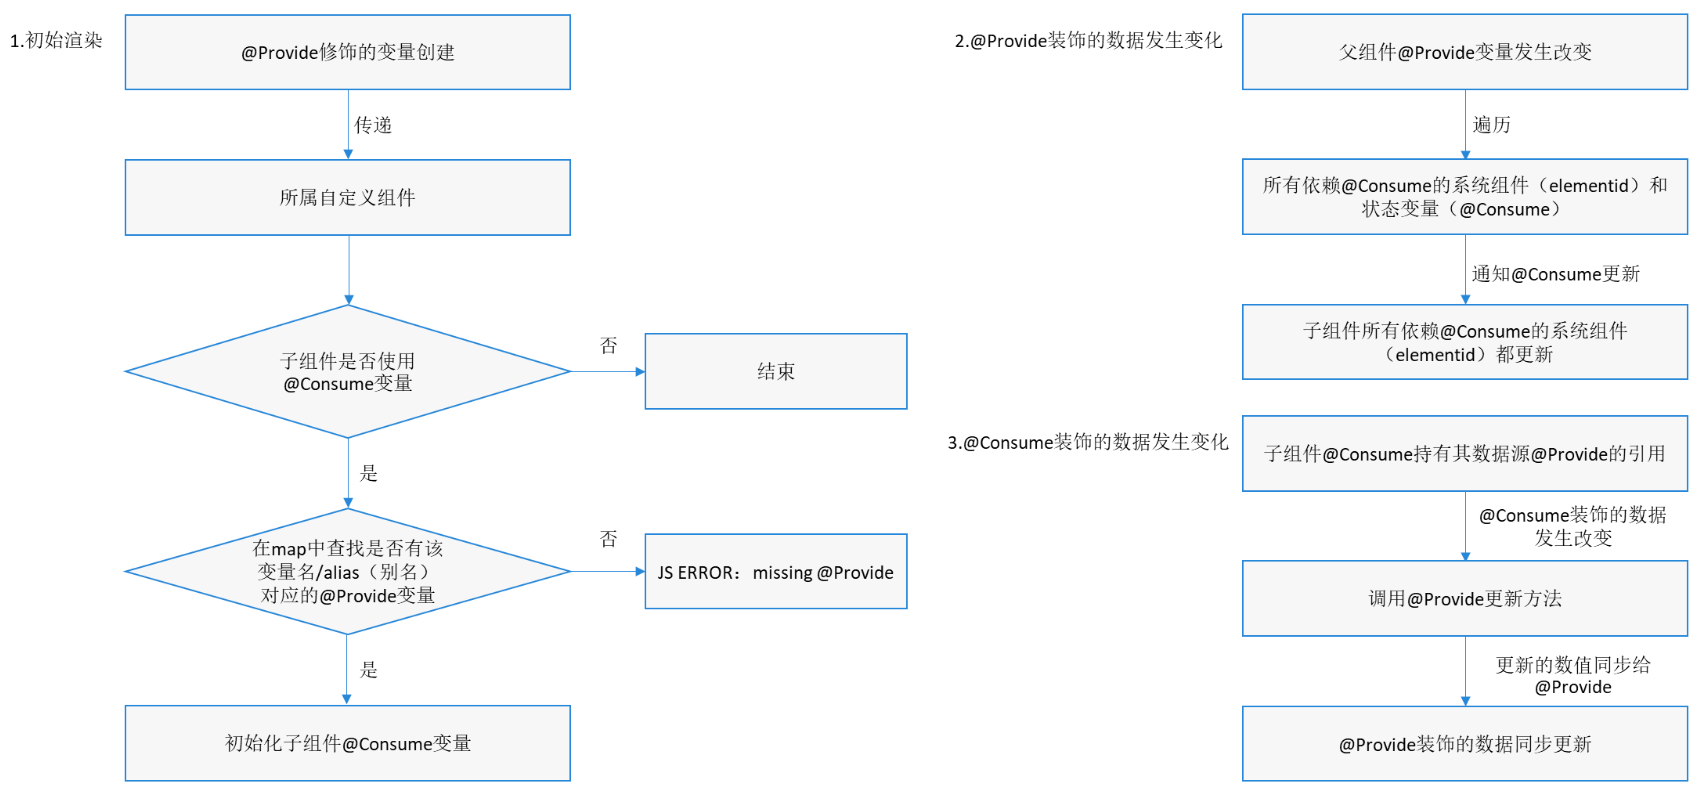 1.初始渲染
@Provide修饰的变量创建
传递
所属自定义组件
子组件是否使用
@Consume变量
否
结束
是
在map中查找是否有该
变量名/alias（别名）
对应的@Provide变量
否
JS ERROR：missing @Provide
是
初始化子组件@Consume变量
2.@Provide装饰的数据发生变化
父组件@Provide变量发生改变
遍历
所有依赖@Consume的系统组件（elementid）和
状态变量（@Consume）
通知@Consume更新
子组件所有依赖@Consume的系统组件
（elementid）都更新
3.@Consume装饰的数据发生变化
子组件@Consume持有其数据源@Provide的引用
@Consume装饰的数据
发生改变
调用@Provide更新方法
更新的数值同步给
@Provide
@Provide装饰的数据同步更新